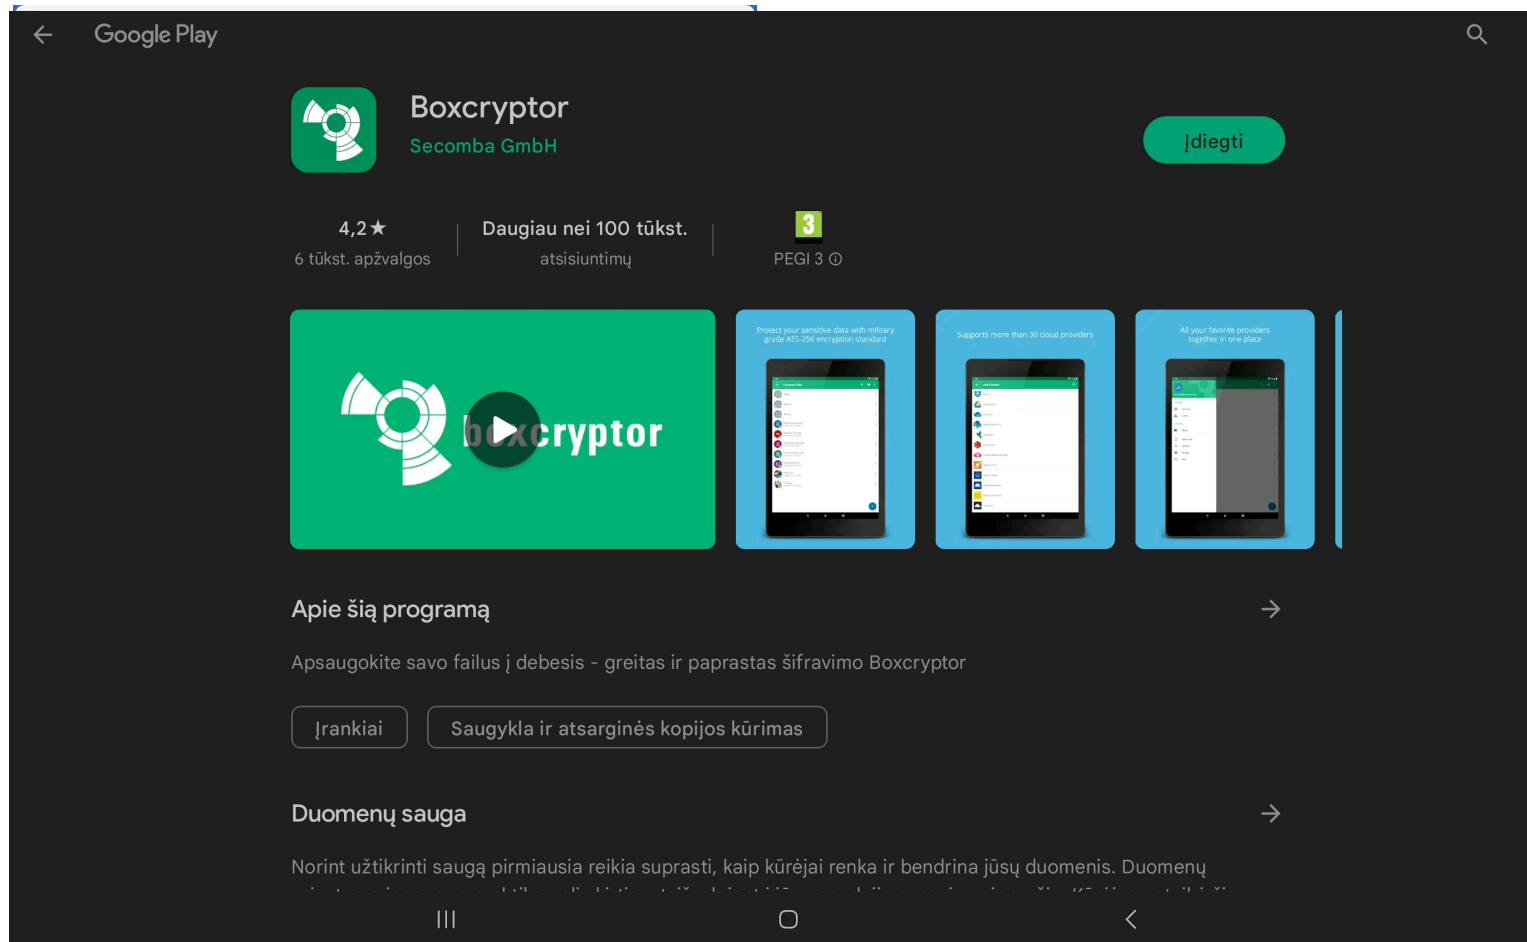 Google Play
Boxcryptor
Secomba GmbH
Įdiegti
4,2★
6 tūkst. apžvalgos
Daugiau nei 100 tūkst.
atsisiuntimų
3
PEGI 3
boxcryptor
Protect your sensitive data with military
grade AES-256 encryption standard
Supports more than 30 cloud providers
All your favorite providers
together in one place
Apie šią programą
Apsaugokite savo failus į debesis - greitas ir paprastas šifravimo Boxcryptor
Įrankiai
Saugykla ir atsarginės kopijos kūrimas
Duomenų sauga
Norint užtikrinti saugą pirmiausia reikia suprasti, kaip kūrėjai renka ir bendrina jūsų duomenis. Duomenų